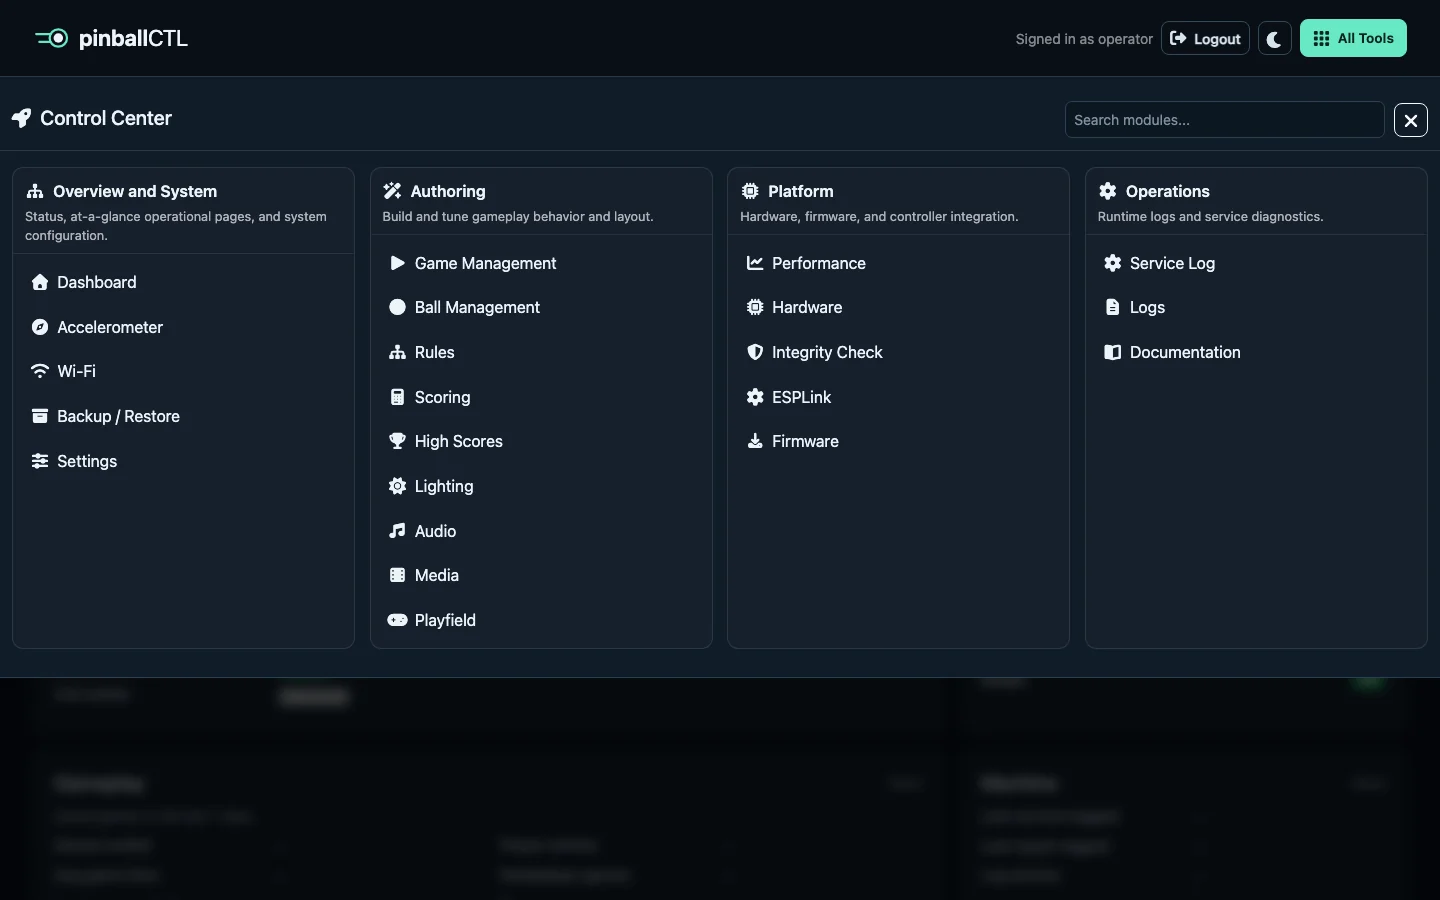 pinballCTL
Signed in as operator
Logout
All Tools
Control Center
Search modules...
Overview and System
Status, at-a-glance operational pages, and system
configuration.
Dashboard
Accelerometer
Wi-Fi
Backup / Restore
Settings
Authoring
Build and tune gameplay behavior and layout.
Game Management
Ball Management
Rules
Scoring
High Scores
Lighting
Audio
Media
Playfield
Platform
Hardware, firmware, and controller integration.
Performance
Hardware
Integrity Check
ESPLink
Firmware
Operations
Runtime logs and service diagnostics.
Service Log
Logs
Documentation